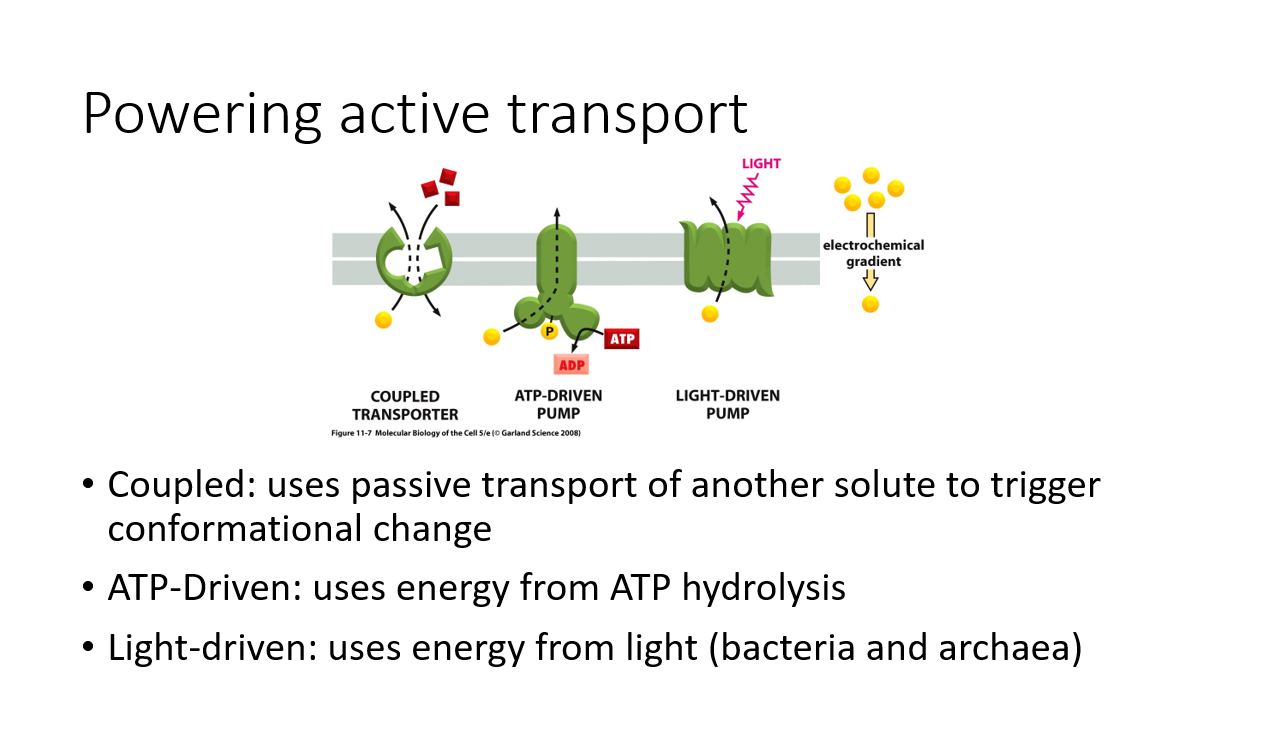 Powering active transport
LIGHT
electrochemical
gradient
P
ATP
ADP
COUPLED
TRANSPORTER
ATP-DRIVEN
PUMP
LIGHT-DRIVEN
PUMP
Figure 11-7 Molecular Biology of the Cell 5/e (© Garland Science 2008)
• Coupled: uses passive transport of another solute to trigger
conformational change
• ATP-Driven: uses energy from ATP hydrolysis
• Light-driven: uses energy from light (bacteria and archaea)